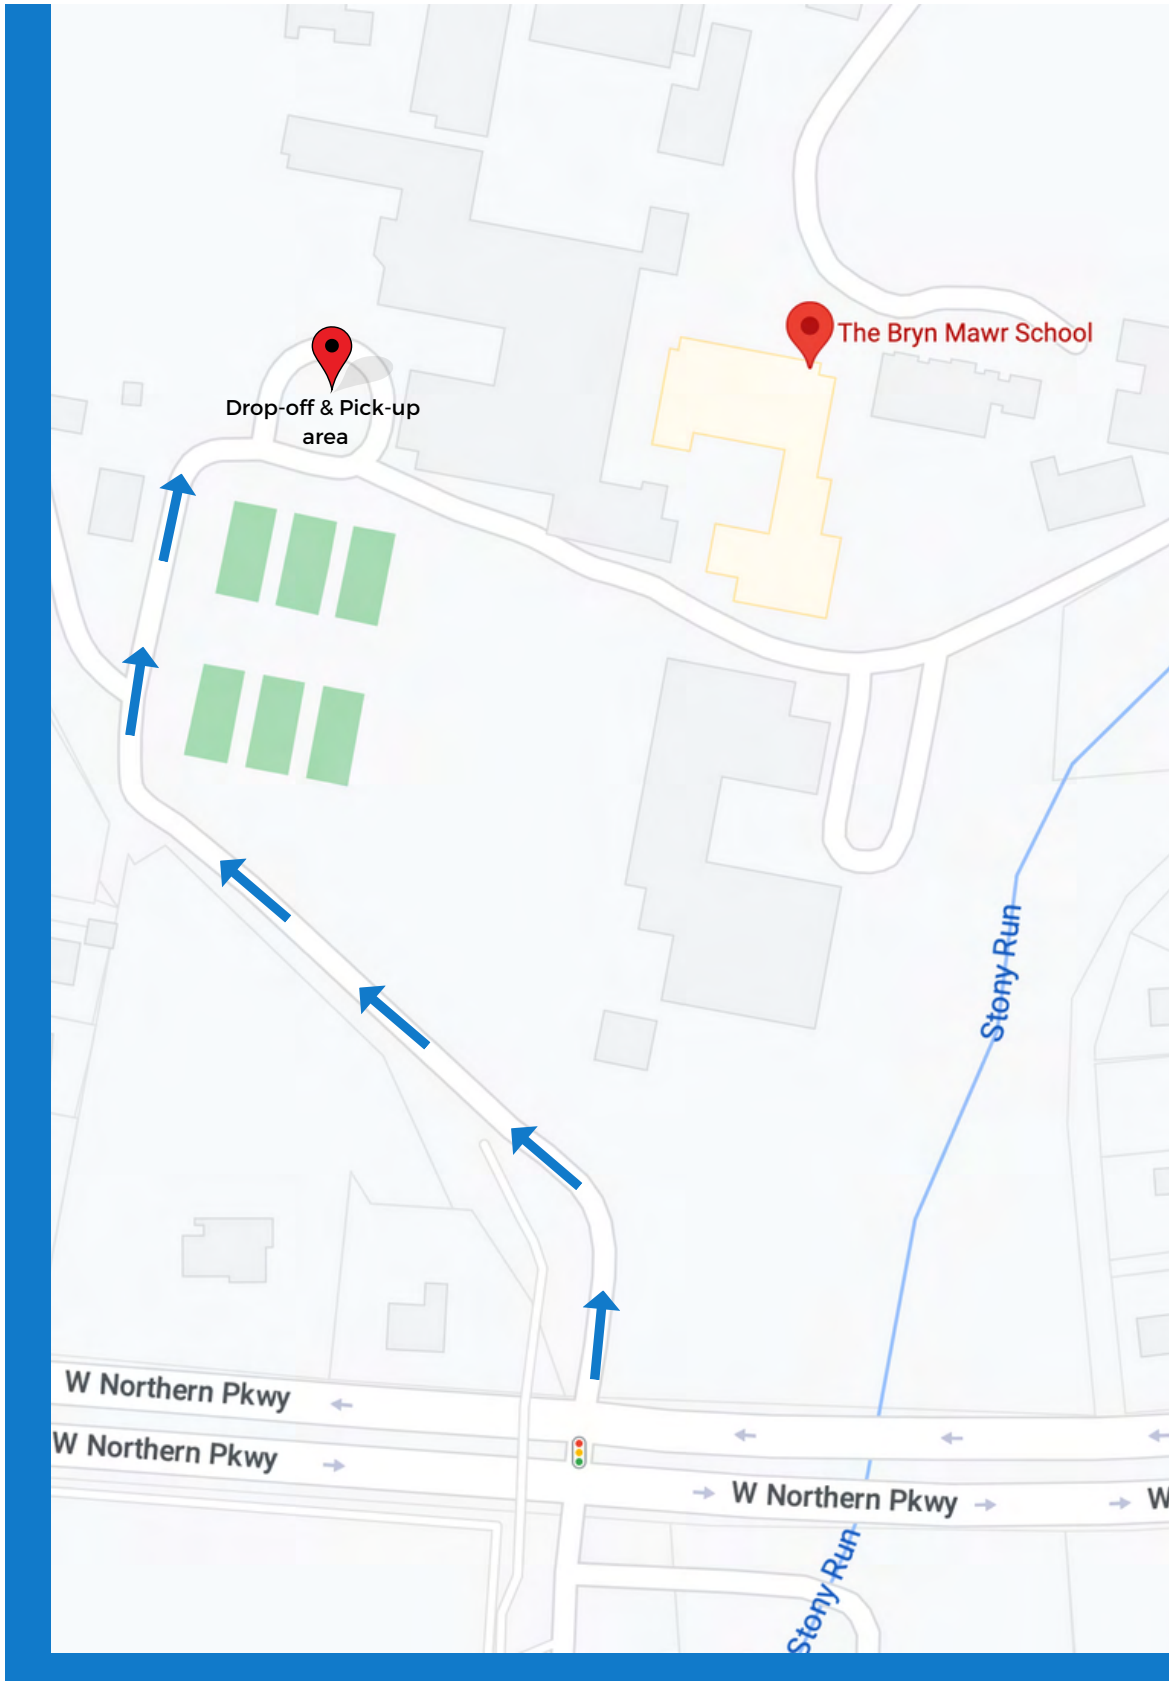 The Bryn Mawr School
Drop-off & Pick-up
area
Stony Run
W Northern Pkwy
W Northern Pkwy
W Northern Pkwy
W
Stony Run